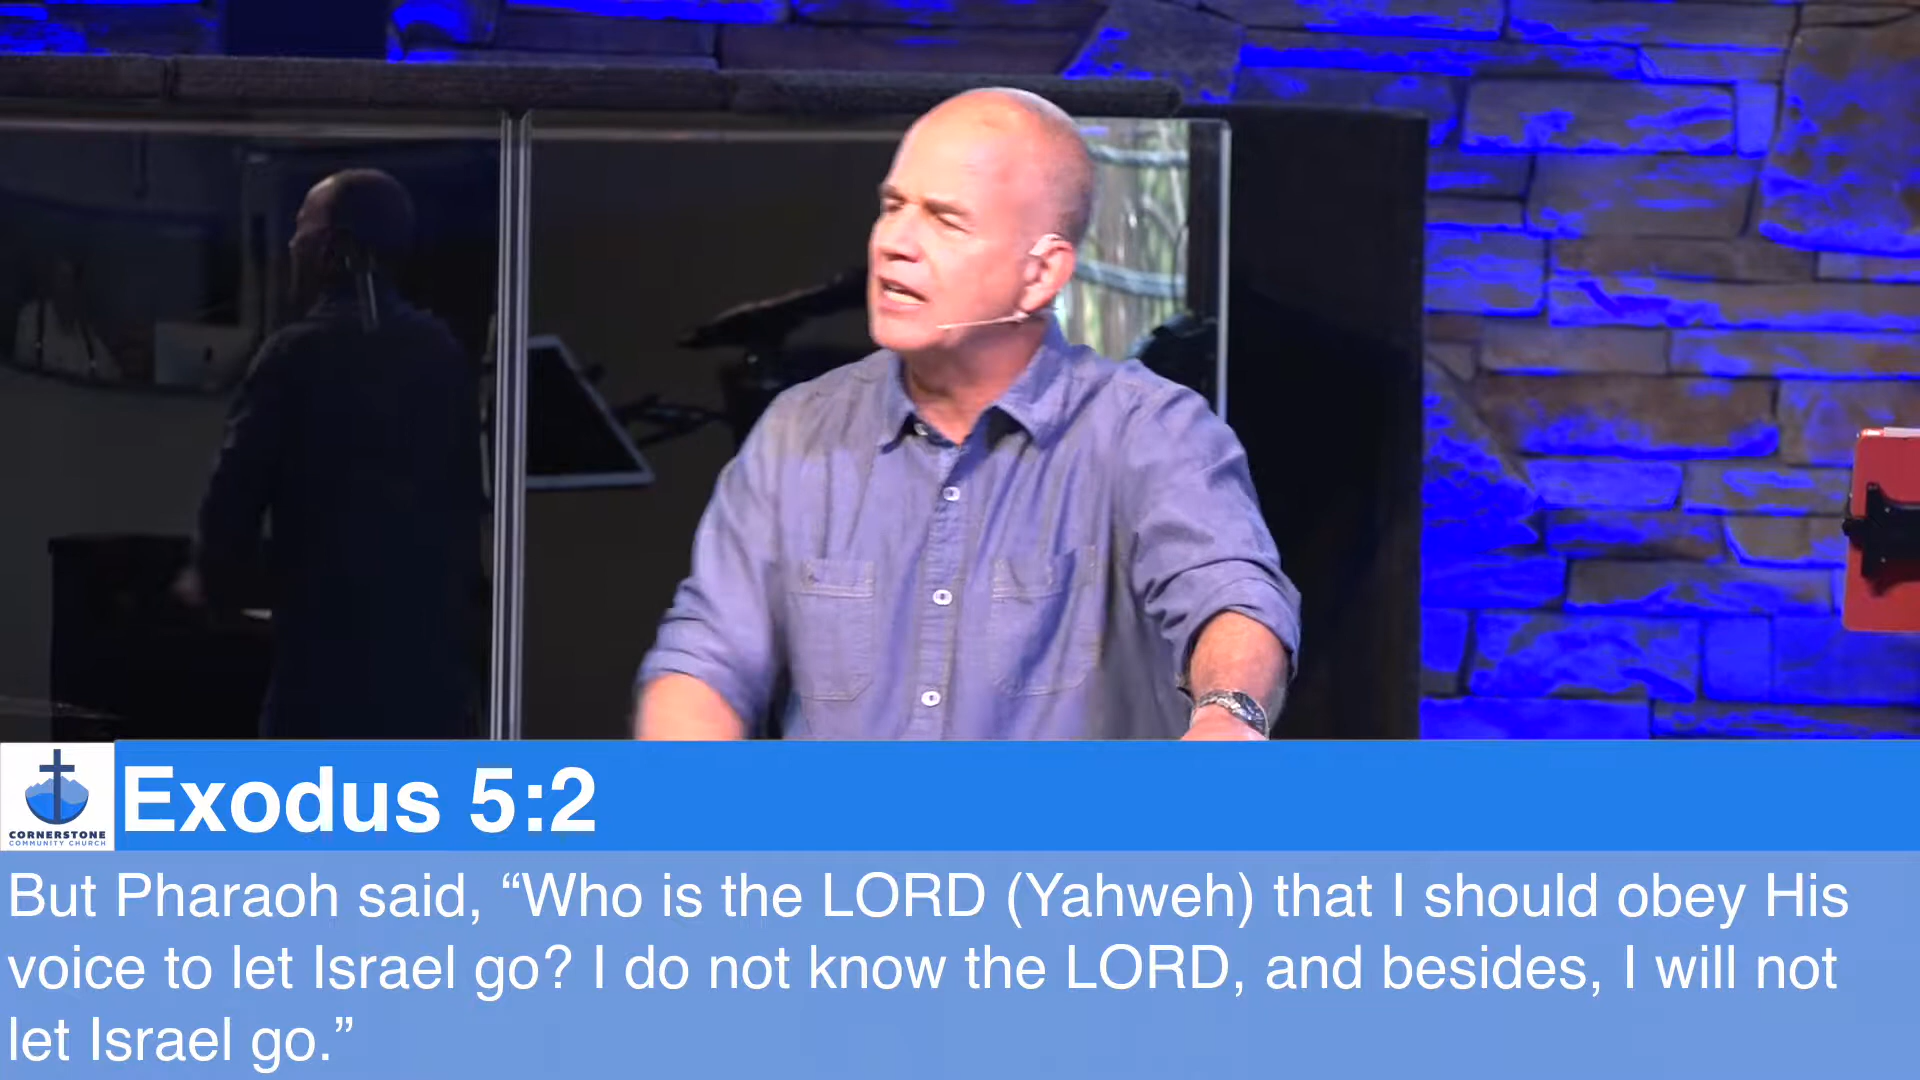 CORNERSTONE
COMMUNITY CHURCH
Exodus 5:2
But Pharaoh said, “Who is the LORD (Yahweh) that I should obey His
voice to let Israel go? I do not know the LORD, and besides, I will not
let Israel go.”